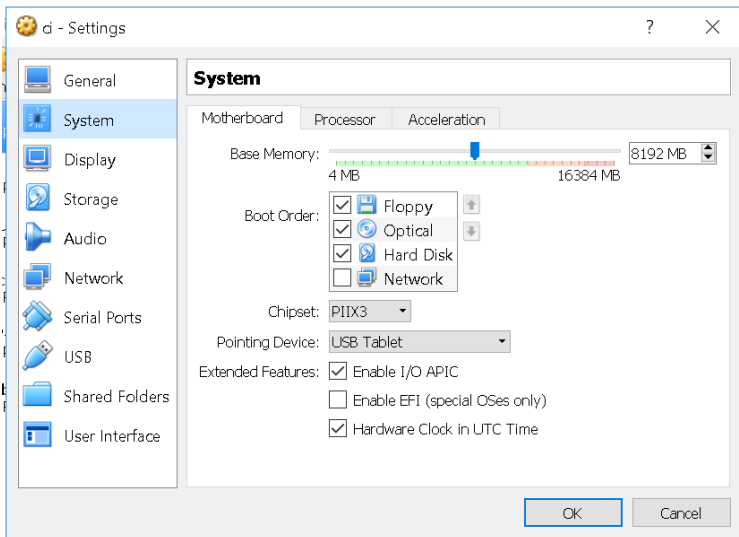 ci - Settings
General
System
Display
Storage
Audio
Network
Serial Ports
USB
Shared Folders
User Interface
System
Motherboard Processor Acceleration
Base Memory: 8192 MB
4 MB 16384 MB
Boot Order: Floppy
Optical
Hard Disk
Network
Chipset: PIIX3
Pointing Device: USB Tablet
Extended Features: Enable I/O APIC
Enable EFI (special OSes only)
Hardware Clock in UTC Time
OK Cancel